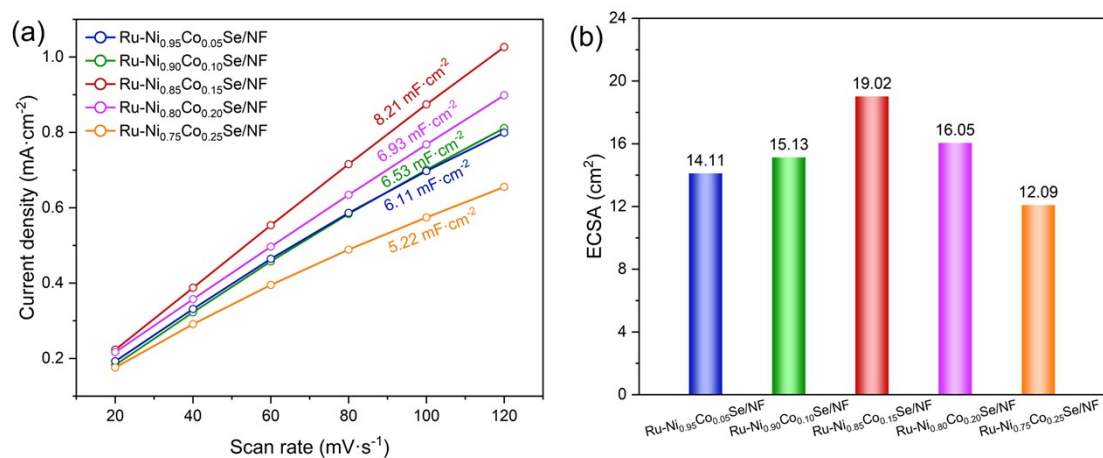 (a)
Ru-Ni₀.₉₅Co₀.₀₅Se/NF
Ru-Ni₀.₉₀Co₀.₁₀Se/NF
Ru-Ni₀.₈₅Co₀.₁₅Se/NF
Ru-Ni₀.₈₀Co₀.₂₀Se/NF
Ru-Ni₀.₇₅Co₀.₂₅Se/NF
8.21 mF·cm⁻²
6.93 mF·cm⁻²
6.53 mF·cm⁻²
6.11 mF·cm⁻²
5.22 mF·cm⁻²
Current density (mA·cm⁻²)
1.0
0.8
0.6
0.4
0.2
20 40 60 80 100 120
Scan rate (mV·s⁻¹)
(b)
ECSA (cm²)
24
20
16
12
8
4
0
14.11
15.13
19.02
16.05
12.09
Ru-Ni₀.₉₅Co₀.₀₅Se/NF
Ru-Ni₀.₉₀Co₀.₁₀Se/NF
Ru-Ni₀.₈₅Co₀.₁₅Se/NF
Ru-Ni₀.₈₀Co₀.₂₀Se/NF
Ru-Ni₀.₇₅Co₀.₂₅Se/NF